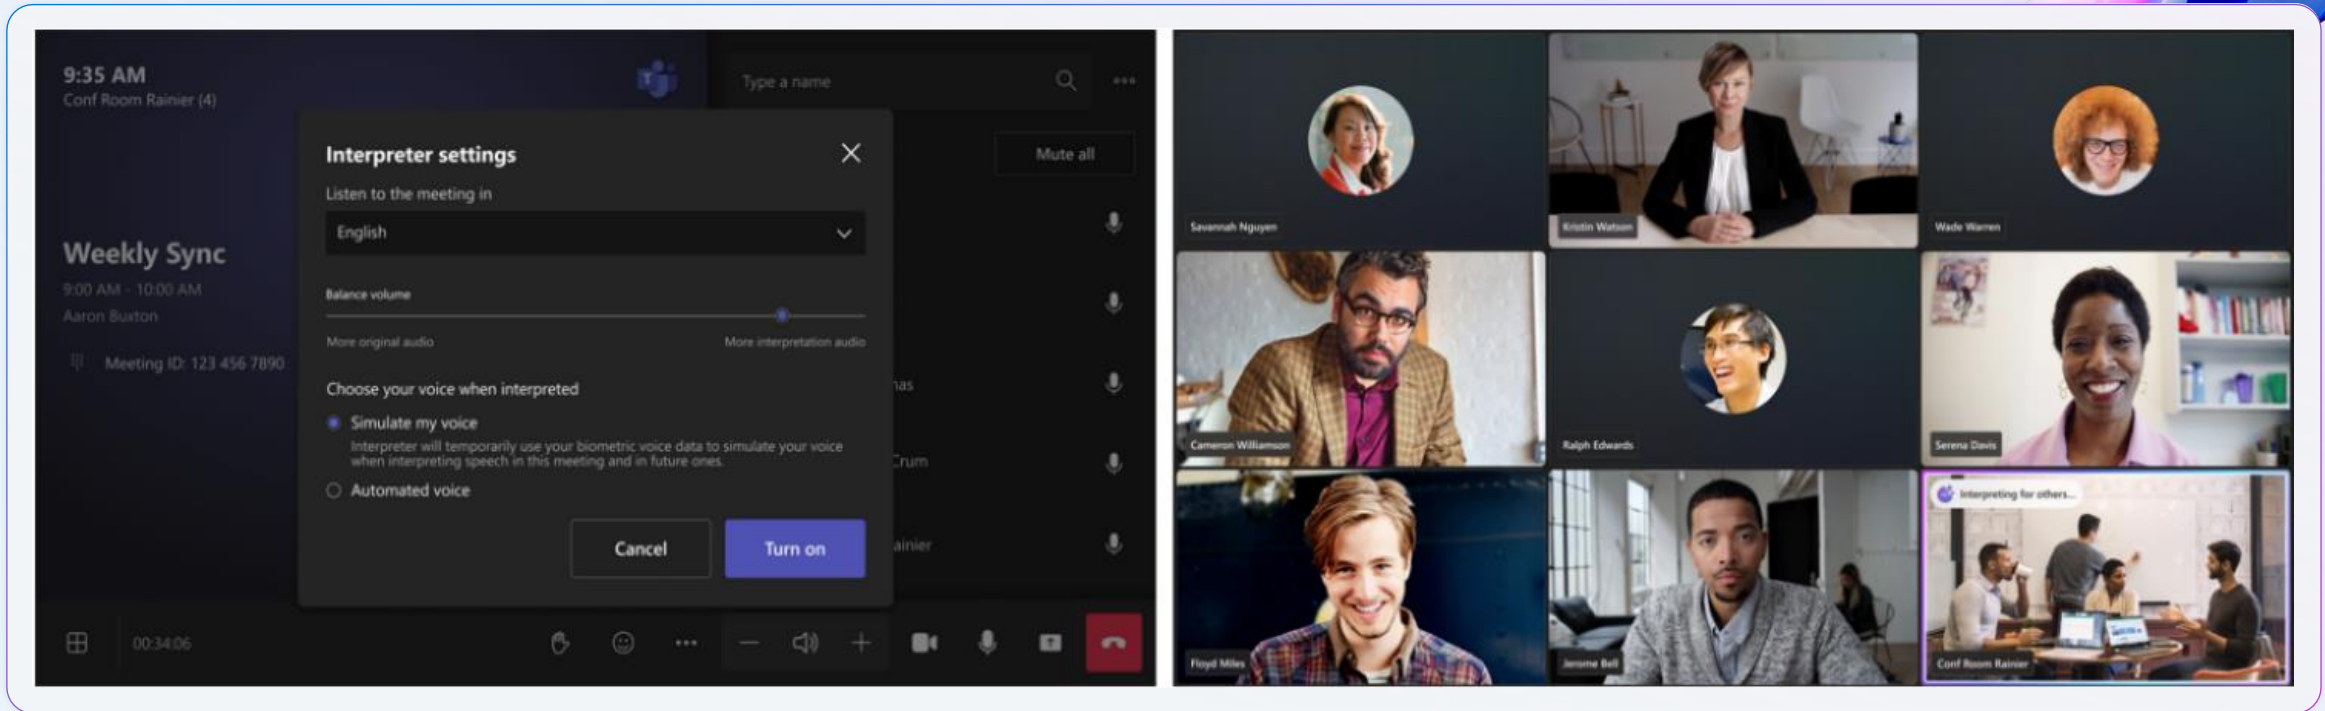 9:35 AM
Conf Room Rainier (4)
Type a name
Mute all
Weekly Sync
9:00 AM - 10:00 AM
Aaron Buxton
Meeting ID: 123 456 7890
Interpreter settings
Listen to the meeting in
English
Balance volume
More original audio
More interpretation audio
Choose your voice when interpreted
Simulate my voice
Interpreter will temporarily use your biometric voice data to simulate your voice
when interpreting speech in this meeting and in future ones.
Automated voice
Cancel
Turn on
nas
Crum
ainier
00:34:06
Savannah Nguyen
Kristin Watson
Wade Warren
Cameron Williamson
Ralph Edwards
Serena Davis
Floyd Miles
Jerome Bell
Interpreting for others...
Conf Room Rainier